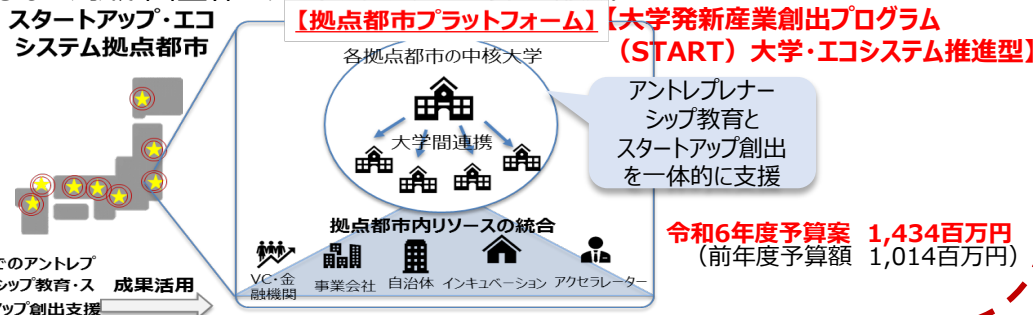 スタートアップ・エコ
システム拠点都市
【拠点都市プラットフォーム】
【大学発新産業創出プログラム
(START)大学・エコシステム推進型】
各拠点都市の中核大学
大学間連携
アントレプレナー
シップ教育と
スタートアップ創出
を一体的に支援
拠点都市内リソースの統合
VC・金
融機関
事業会社
自治体
インキュベーション
アクセラレーター
令和6年度予算案 1,434百万円
(前年度予算額 1,014百万円)
でのアントレプ
シップ教育・ス
アップ創出支援
成果活用